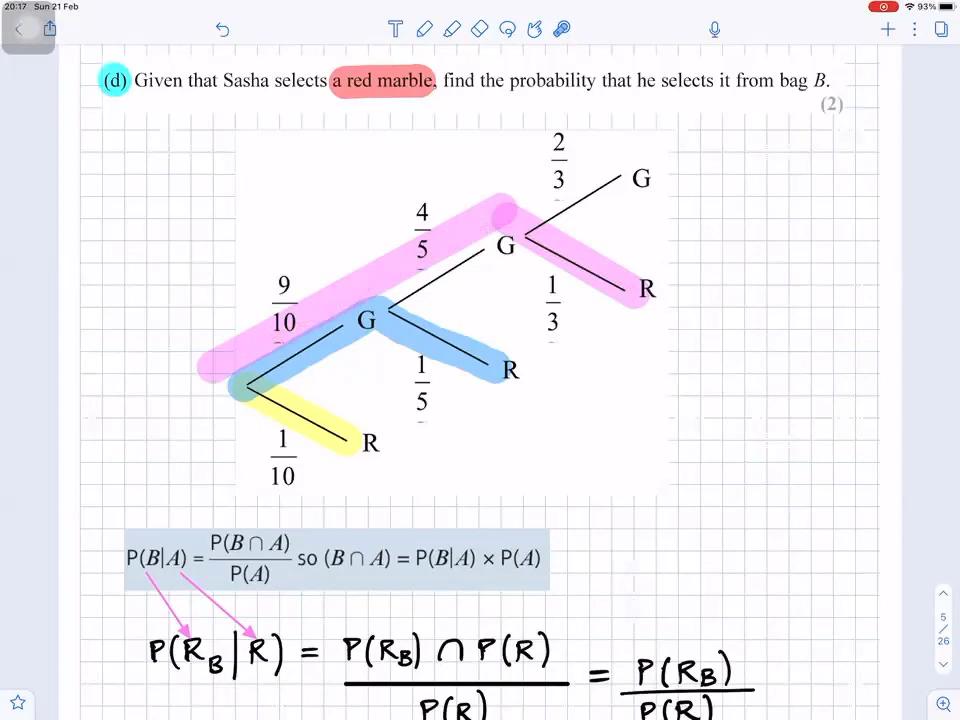 20:17 Sun 21 Feb
93%
(d) Given that Sasha selects a red marble, find the probability that he selects it from bag B.
(2)
2
3
G
4
5
G
9
10
1
3
R
G
1
5
R
1
10
R
P(B|A) = P(B ∩ A) / P(A) so (B ∩ A) = P(B|A) × P(A)
P(R_B | R) = P(R_B) ∩ P(R) / P(R) = P(R_B) / P(R)
5
/
26